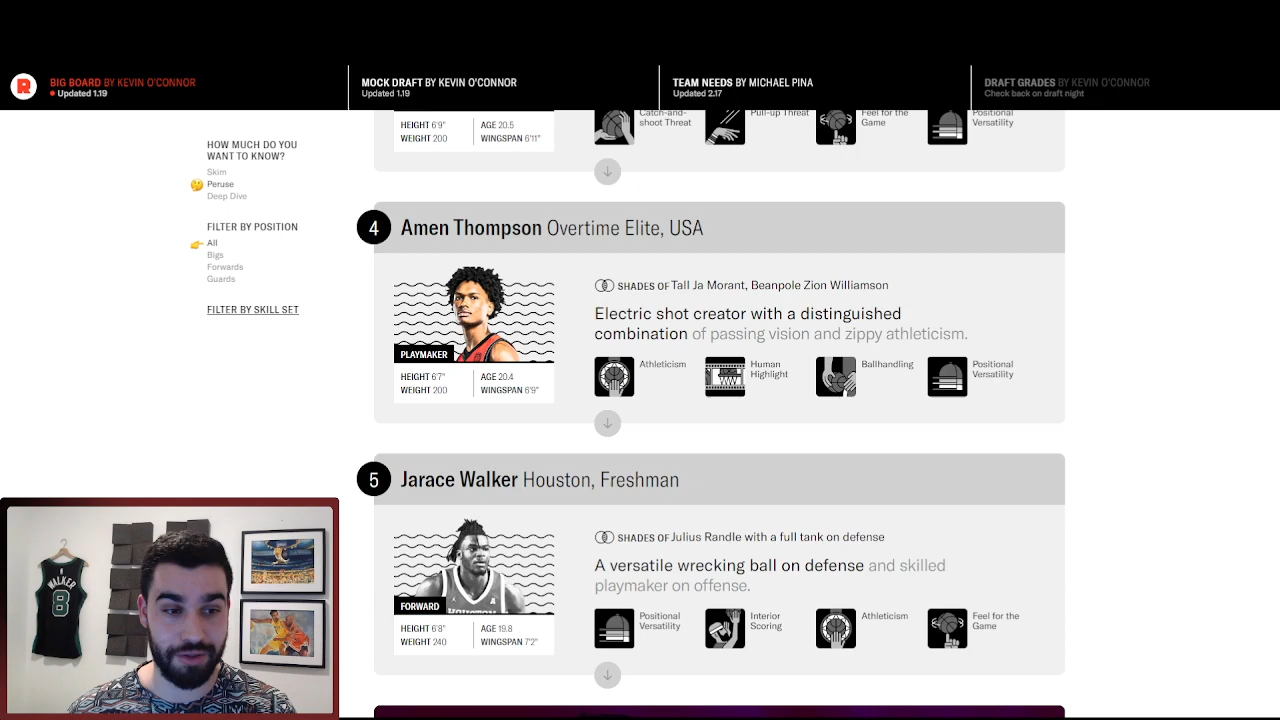 R
BIG BOARD BY KEVIN O'CONNOR
Updated 1.19
MOCK DRAFT BY KEVIN O'CONNOR
Updated 1.19
TEAM NEEDS BY MICHAEL PINA
Updated 2.17
DRAFT GRADES BY KEVIN O'CONNOR
Check back on draft night
HOW MUCH DO YOU
WANT TO KNOW?
Skim
Peruse
Deep Dive
FILTER BY POSITION
All
Bigs
Forwards
Guards
FILTER BY SKILL SET
HEIGHT 6'9" AGE 20.5
WEIGHT 200 WINGSPAN 6'11"
Catch-and-
shoot Threat
Pull-up Threat
Feel for the
Game
Positional
Versatility
4 Amen Thompson Overtime Elite, USA
PLAYMAKER
HEIGHT 6'7" AGE 20.4
WEIGHT 200 WINGSPAN 6'9"
SHADES OF Tall Ja Morant, Beanpole Zion Williamson
Electric shot creator with a distinguished
combination of passing vision and zippy athleticism.
Athleticism
Human
Highlight
Ballhandling
Positional
Versatility
5 Jarace Walker Houston, Freshman
HOUSTON
FORWARD
HEIGHT 6'8" AGE 19.8
WEIGHT 240 WINGSPAN 7'2"
SHADES OF Julius Randle with a full tank on defense
A versatile wrecking ball on defense and skilled
playmaker on offense.
Positional
Versatility
Interior
Scoring
Athleticism
Feel for the
Game
WALKER
8